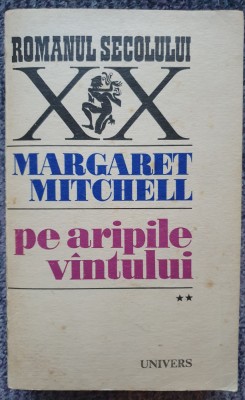 ROMANUL SECOLULUI
XX
MARGARET
MITCHELL
pe aripile
vîntului
**
UNIVERS